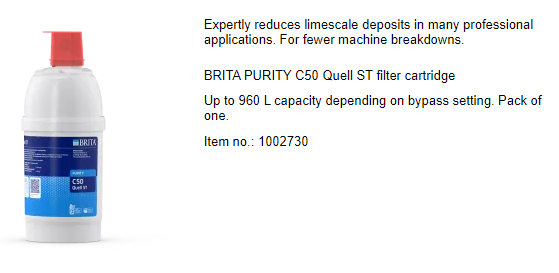 Expertly reduces limescale deposits in many professional
applications. For fewer machine breakdowns.
BRITA PURITY C50 Quell ST filter cartridge
Up to 960 L capacity depending on bypass setting. Pack of
one.
Item no.: 1002730
BRITA
PURITY
C50
Quell ST